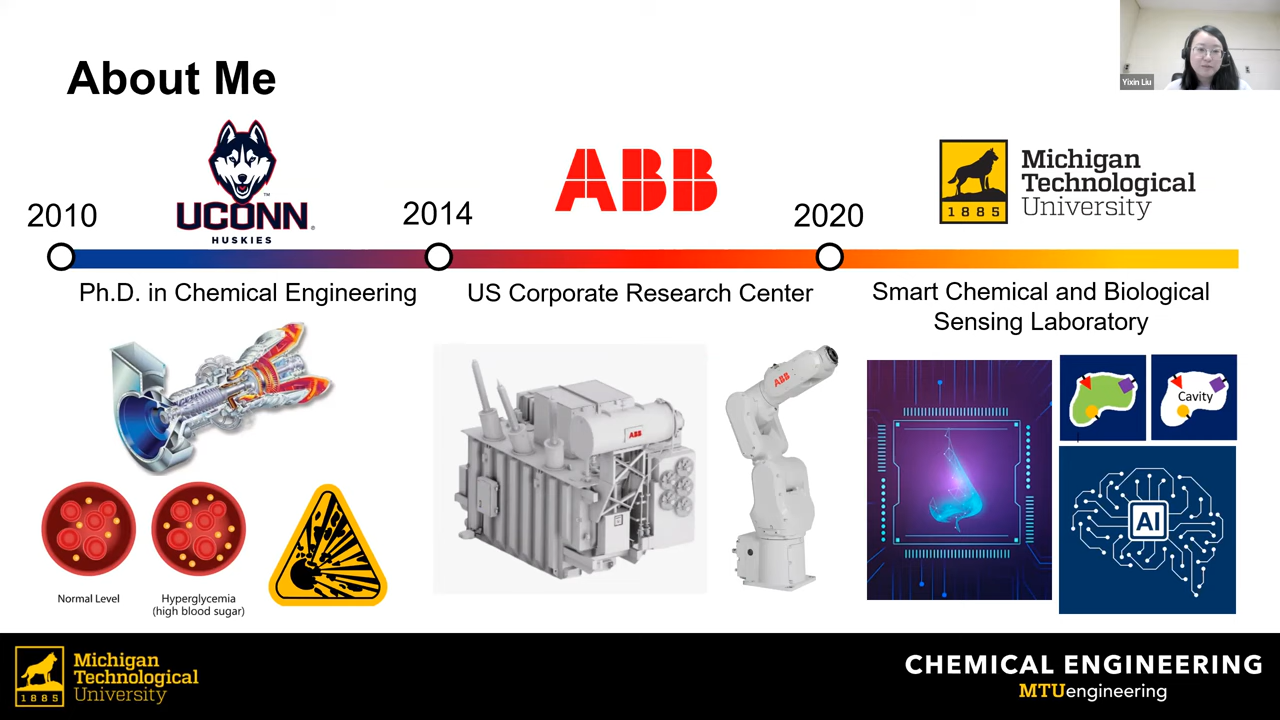 About Me
Yixin Liu
2010
UCONN
HUSKIES
2014
ABB
2020
Michigan
Technological
University
1885
Ph.D. in Chemical Engineering
US Corporate Research Center
Smart Chemical and Biological
Sensing Laboratory
ABB
ABB
Cavity
AI
Normal Level
Hyperglycemia
(high blood sugar)
Michigan
Technological
University
1885
CHEMICAL ENGINEERING
MTUengineering